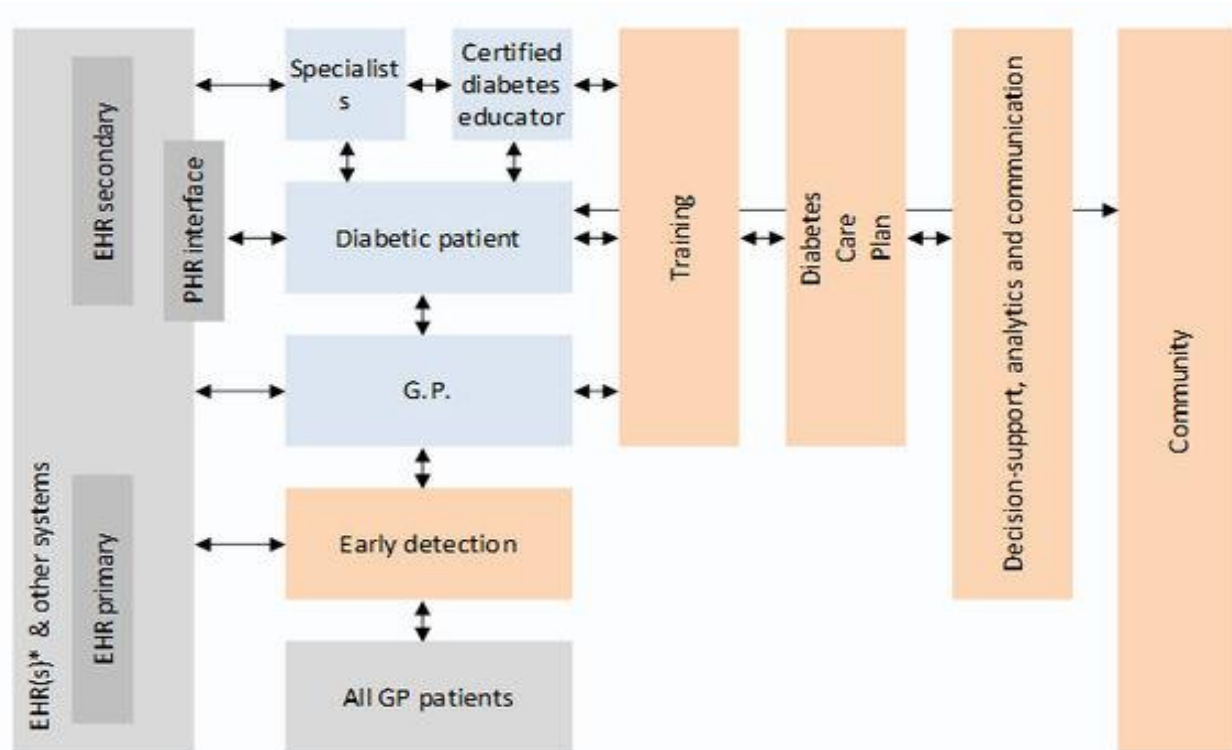 EHR(s)* & other systems
EHR secondary
PHR interface
EHR primary
Specialist
s
Certified
diabetes
educator
Diabetic patient
G.P.
Early detection
All GP patients
Training
Diabetes
Care
Plan
Decision-support, analytics and communication
Community